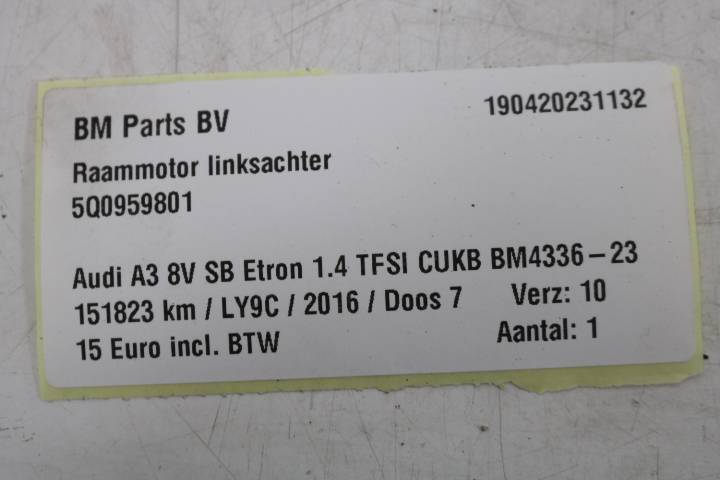 BM Parts BV 190420231132
Raammotor linksachter
5Q0959801
Audi A3 8V SB Etron 1.4 TFSI CUKB BM4336-23
151823 km / LY9C / 2016 / Doos 7 Verz: 10
15 Euro incl. BTW Aantal: 1